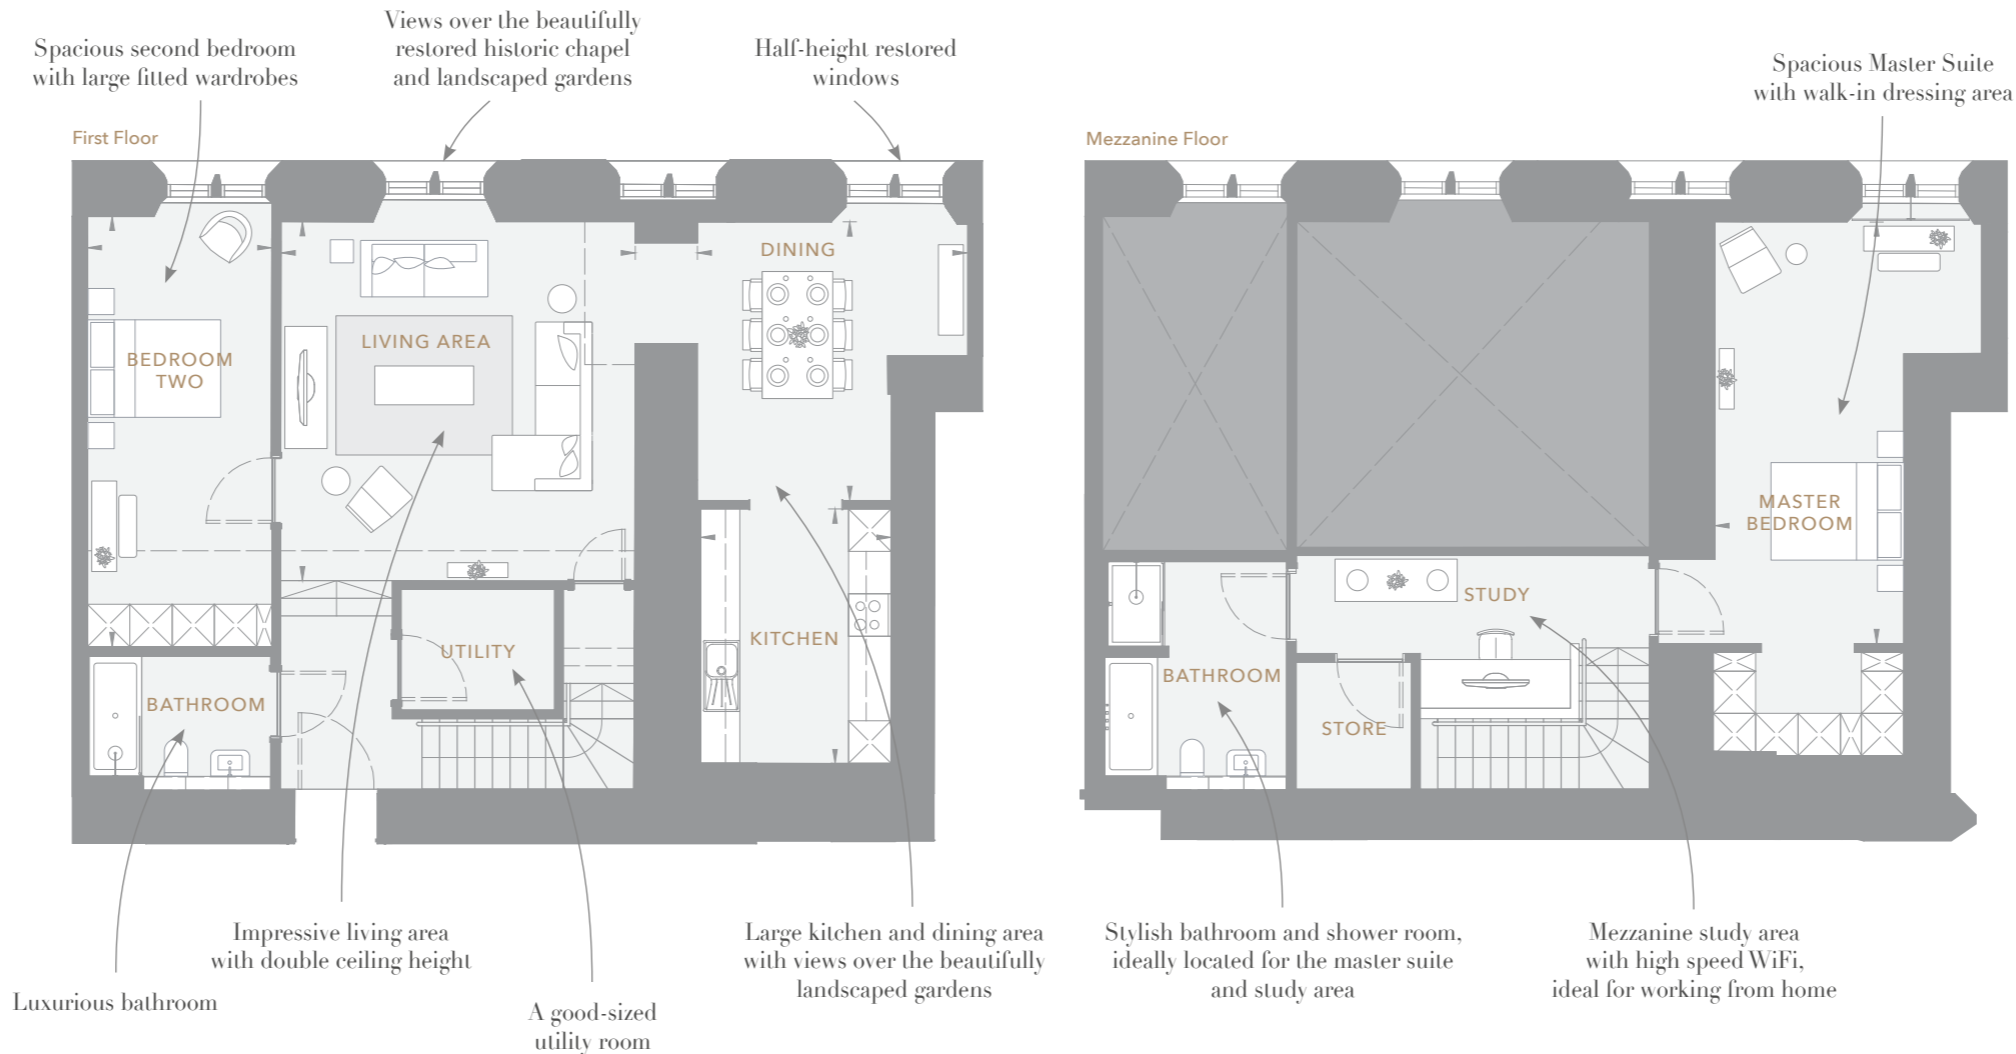 Spacious second bedroom
with large fitted wardrobes
Views over the beautifully
restored historic chapel
and landscaped gardens
Half-height restored
windows
Spacious Master Suite
with walk-in dressing area
First Floor
Mezzanine Floor
DINING
LIVING AREA
BEDROOM
TWO
MASTER
BEDROOM
STUDY
KITCHEN
UTILITY
BATHROOM
BATHROOM
STORE
Impressive living area
with double ceiling height
Large kitchen and dining area
with views over the beautifully
landscaped gardens
Stylish bathroom and shower room,
ideally located for the master suite
and study area
Mezzanine study area
with high speed WiFi,
ideal for working from home
Luxurious bathroom
A good-sized
utility room